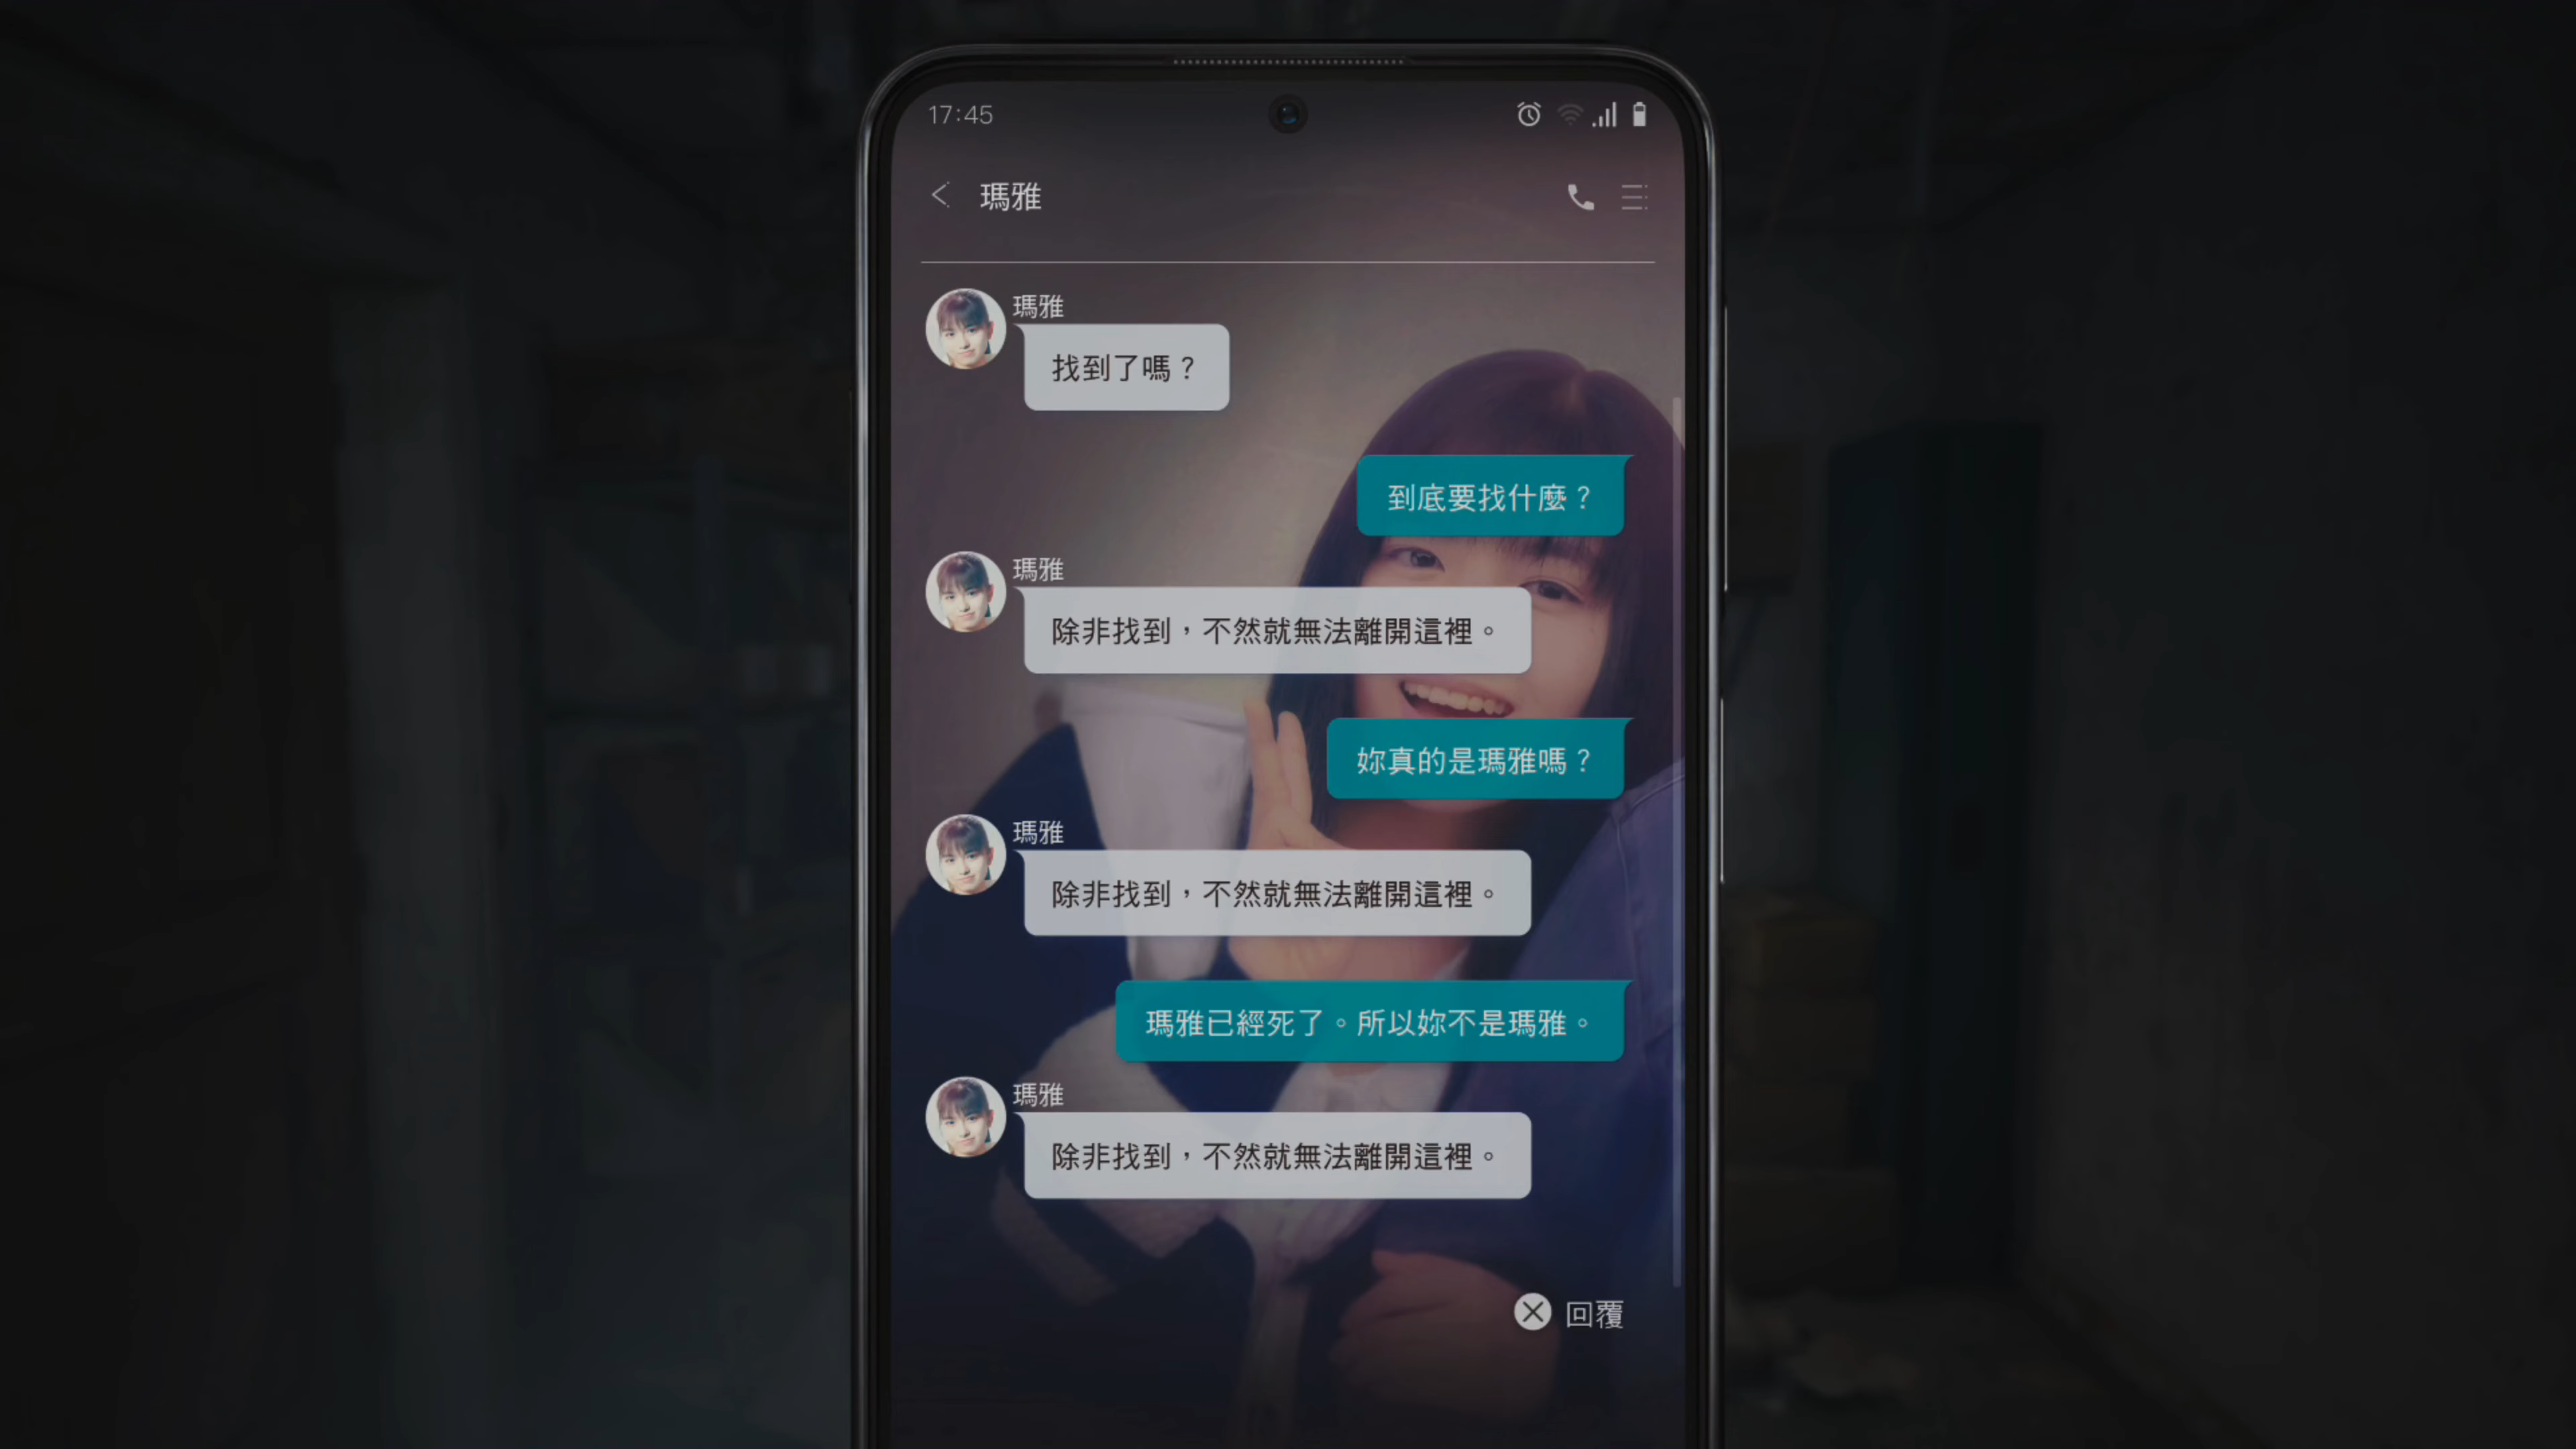 17:45
瑪雅
瑪雅
找到了嗎？
到底要找什麼？
瑪雅
除非找到，不然就無法離開這裡。
妳真的是瑪雅嗎？
瑪雅
除非找到，不然就無法離開這裡。
瑪雅已經死了。所以妳不是瑪雅。
瑪雅
除非找到，不然就無法離開這裡。
回覆